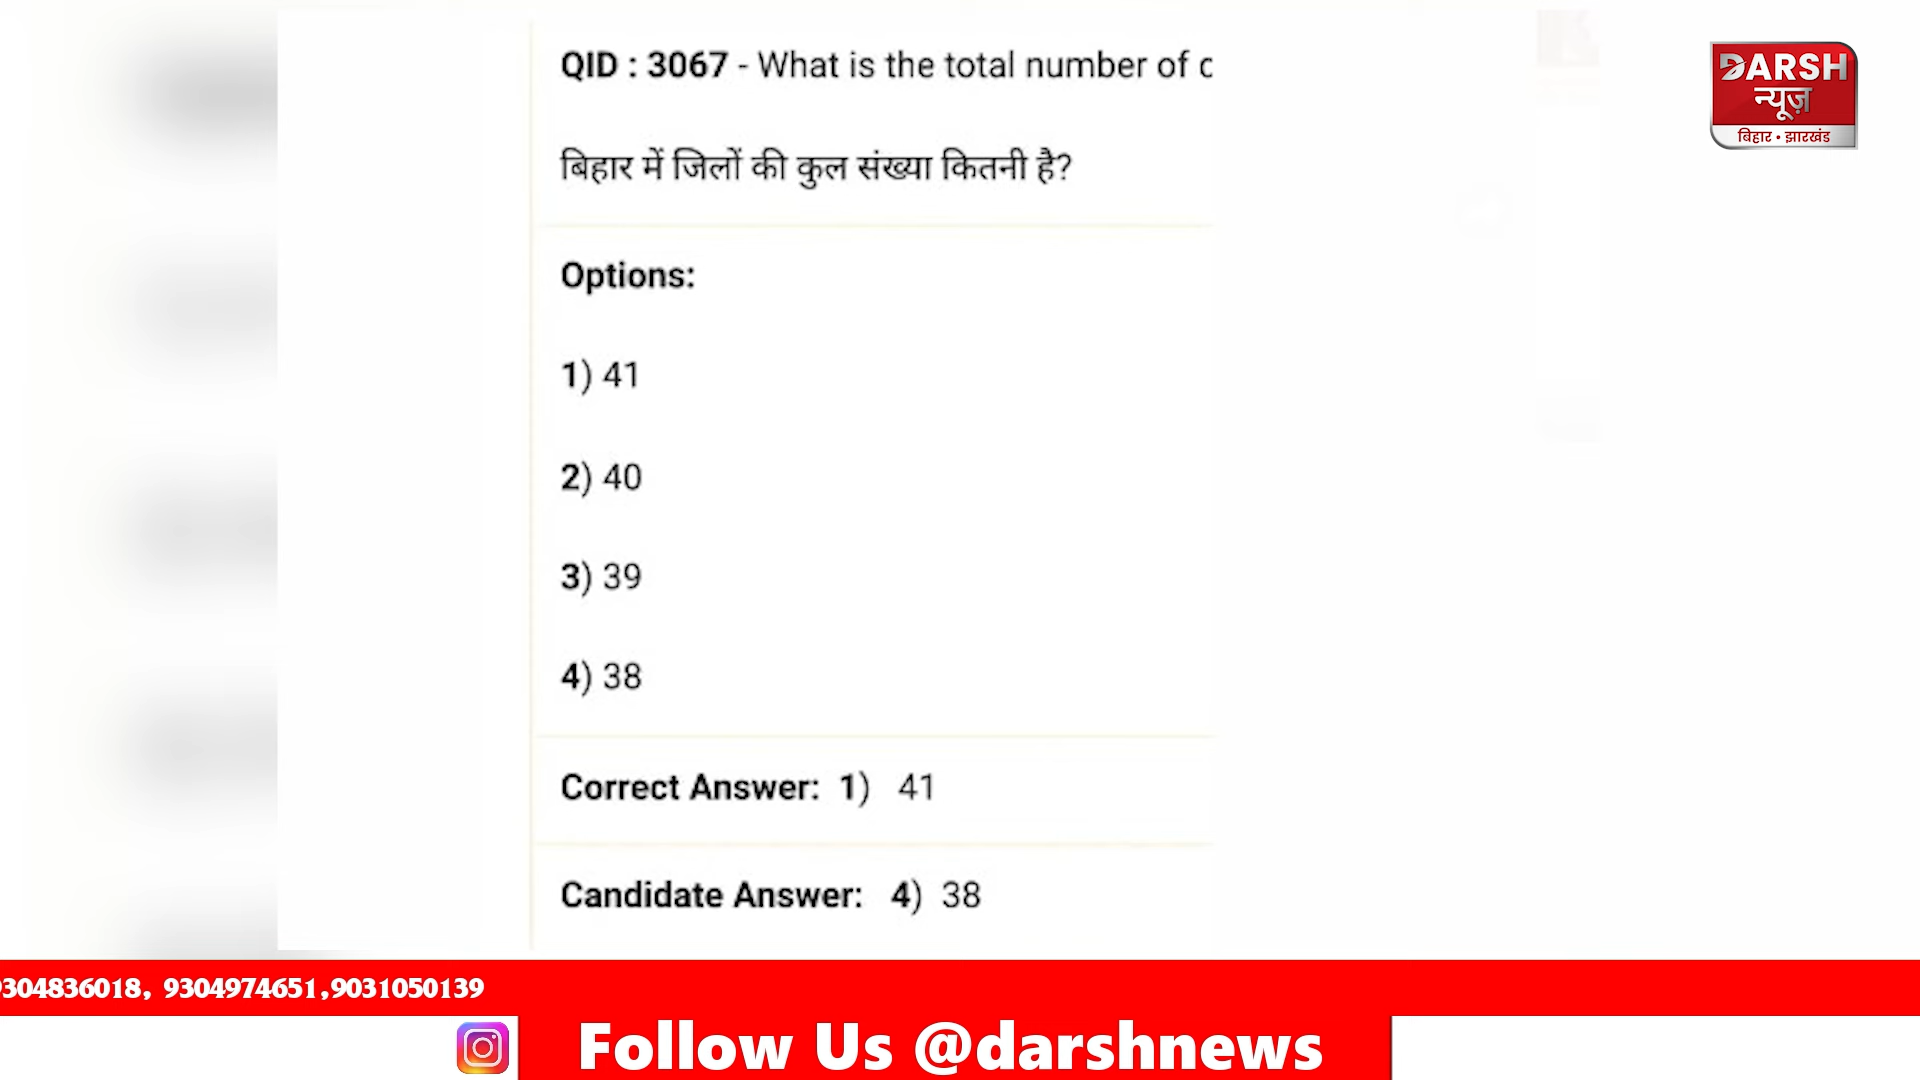 QID : 3067 - What is the total number of c
बिहार में जिलों की कुल संख्या कितनी है?
Options:
1) 41
2) 40
3) 39
4) 38
Correct Answer: 1) 41
Candidate Answer: 4) 38
DARSH
न्यूज़
बिहार • झारखंड
9304836018, 9304974651,9031050139
Follow Us @darshnews